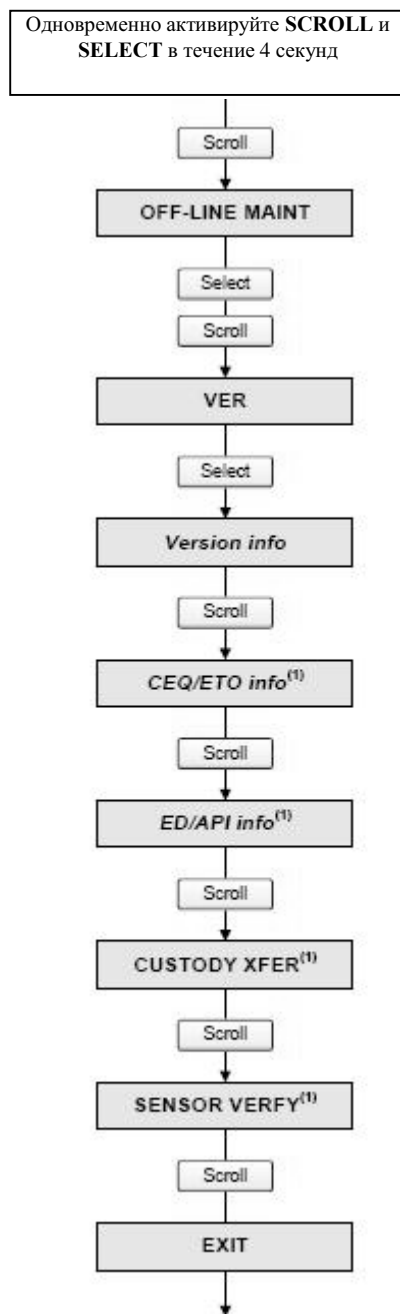 Одновременно активируйте SCROLL и
SELECT в течение 4 секунд
Scroll
OFF-LINE MAINT
Select
Scroll
VER
Select
Version info
Scroll
CEQ/ETO info(1)
Scroll
ED/API info(1)
Scroll
CUSTODY XFER(1)
Scroll
SENSOR VERFY(1)
Scroll
EXIT